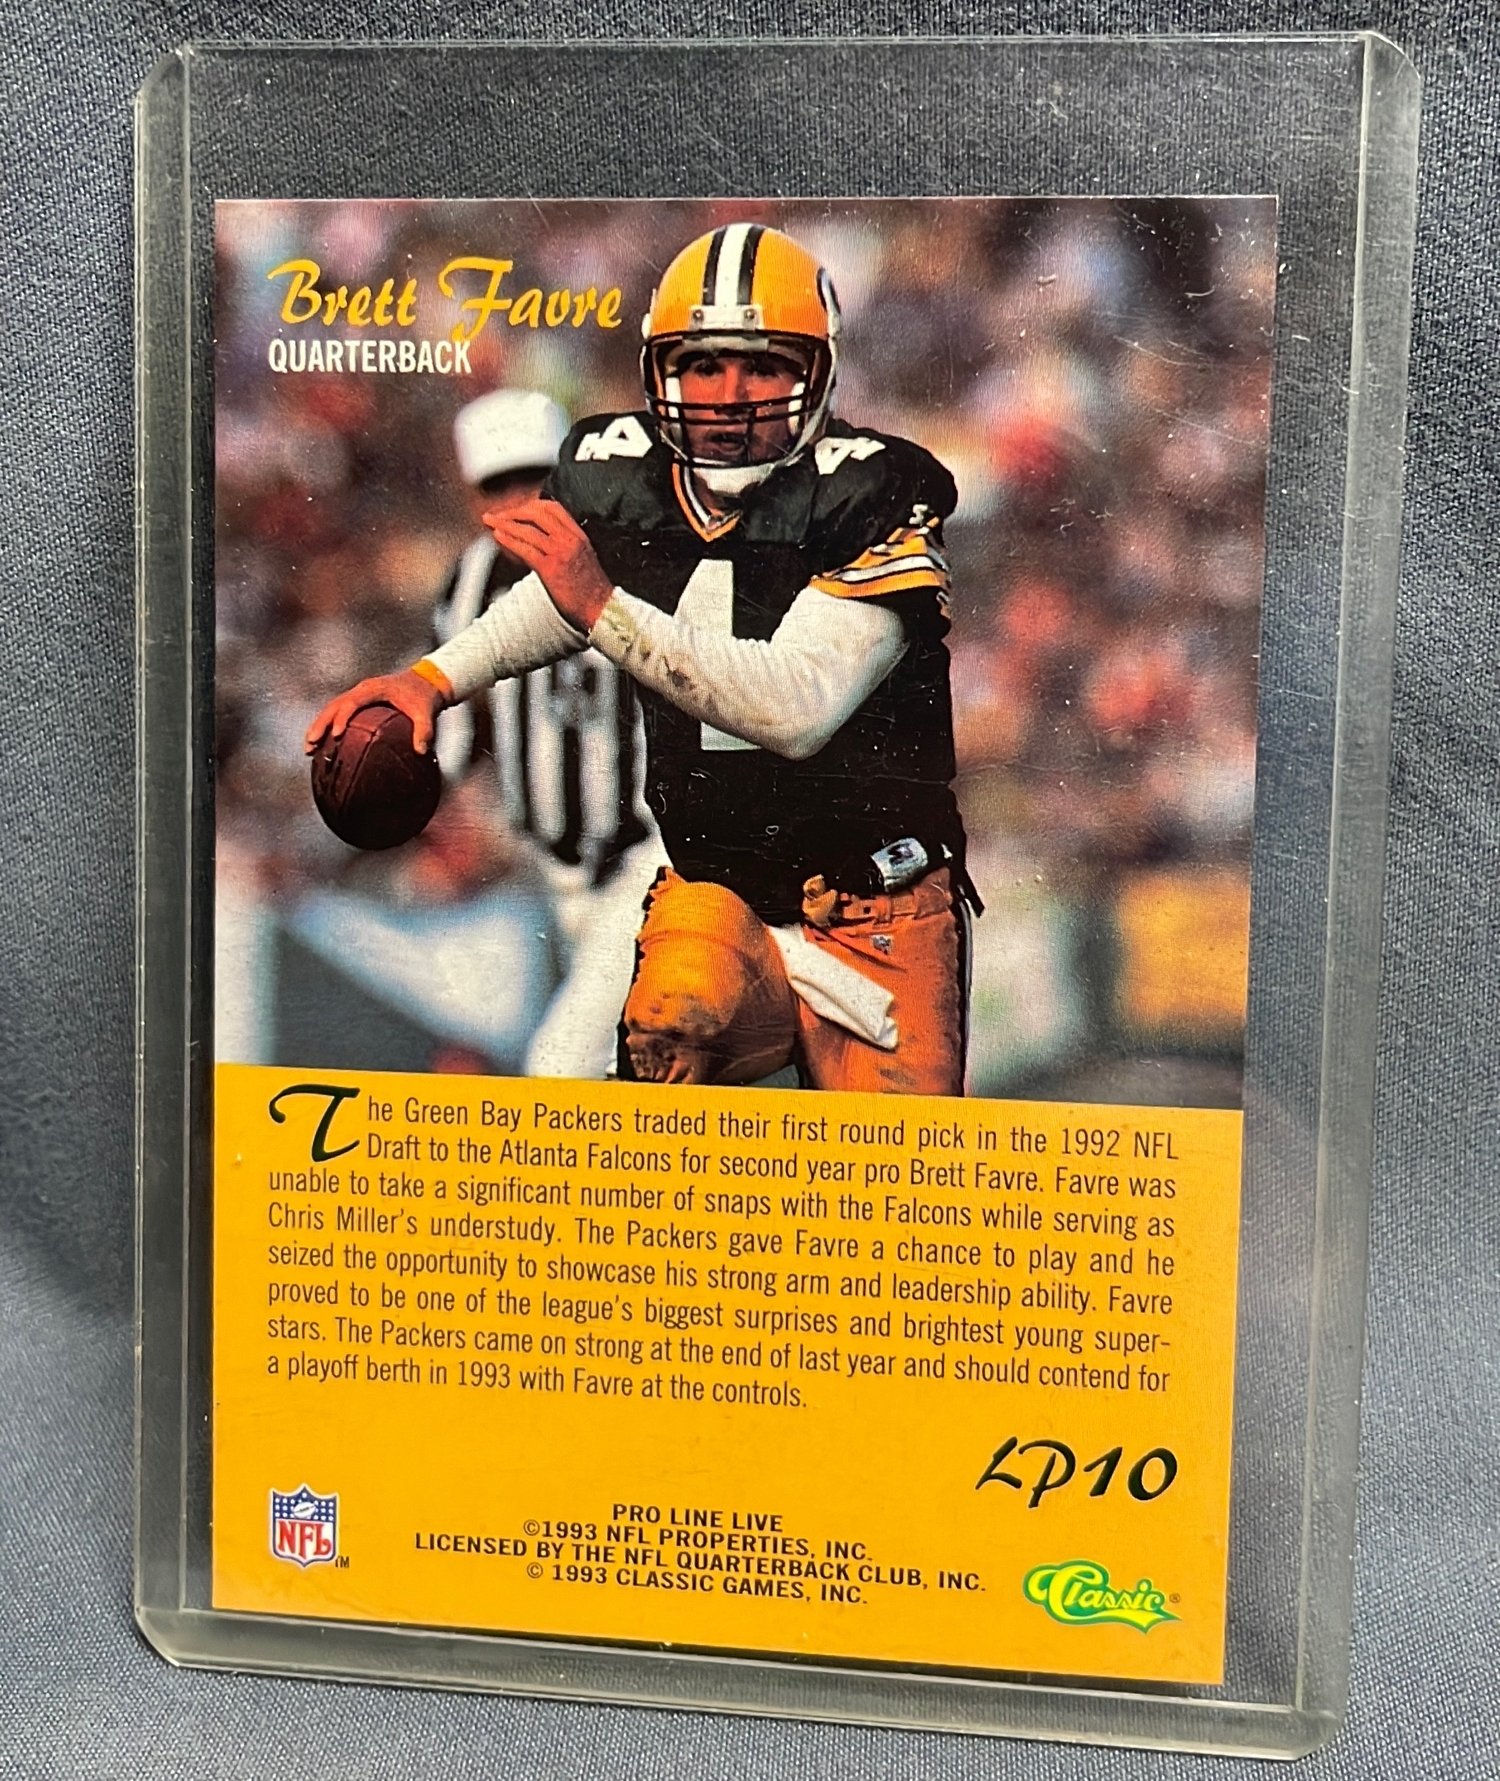 Brett Favre
QUARTERBACK
4
4
4
The Green Bay Packers traded their first round pick in the 1992 NFL
Draft to the Atlanta Falcons for second year pro Brett Favre. Favre was
unable to take a significant number of snaps with the Falcons while serving as
Chris Miller's understudy. The Packers gave Favre a chance to play and he
seized the opportunity to showcase his strong arm and leadership ability. Favre
proved to be one of the league's biggest surprises and brightest young super-
stars. The Packers came on strong at the end of last year and should contend for
a playoff berth in 1993 with Favre at the controls.
LP10
NFL
TM
PRO LINE LIVE
©1993 NFL PROPERTIES, INC.
LICENSED BY THE NFL QUARTERBACK CLUB, INC.
© 1993 CLASSIC GAMES, INC.
Classic®